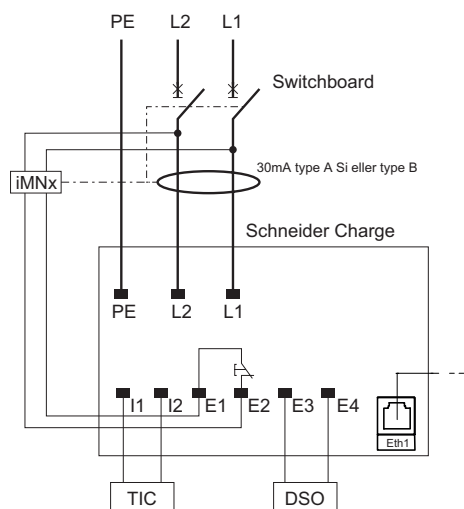 PE L2 L1
Switchboard
30mA type A Si eller type B
iMNx
Schneider Charge
PE L2 L1
I1 I2 E1 E2 E3 E4
Eth1
TIC DSO